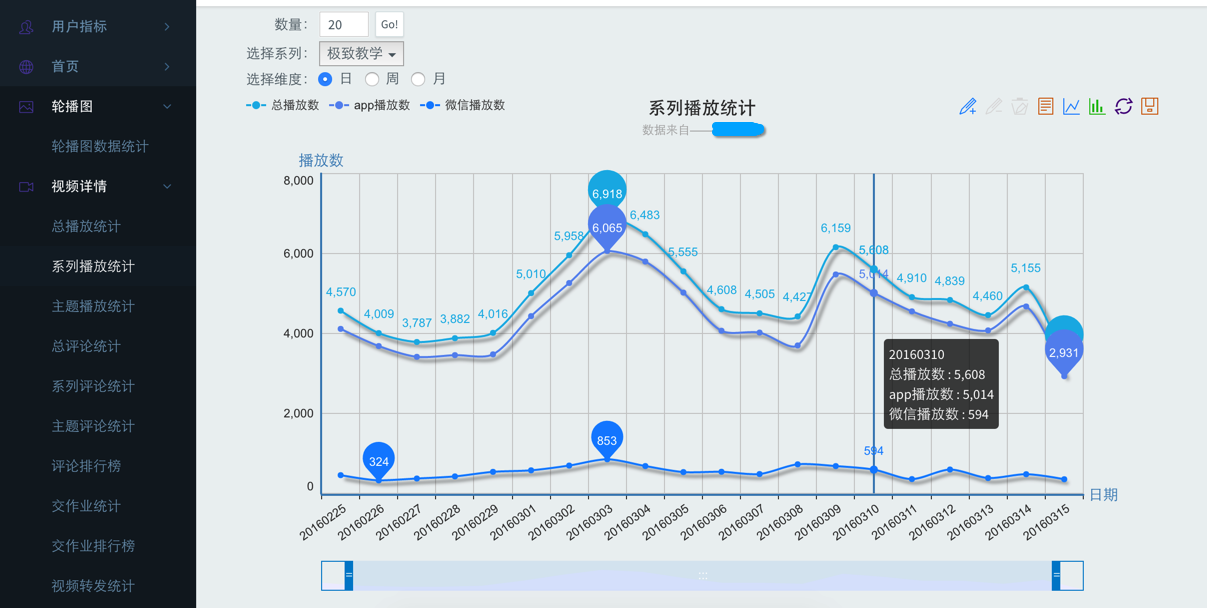 用户指标
首页
轮播图
轮播图数据统计
视频详情
总播放统计
系列播放统计
主题播放统计
总评论统计
系列评论统计
主题评论统计
评论排行榜
交作业统计
交作业排行榜
视频转发统计
数量: 20 Go!
选择系列: 极致教学
选择维度: 日 周 月
总播放数 app播放数 微信播放数
系列播放统计
数据来自——
播放数
8,000
6,000
4,000
2,000
0
4,570 4,009 3,787 3,882 4,016 5,010 5,958 6,918 6,483 5,555 4,608 4,505 4,427 6,159 5,608 4,910 4,839 4,460 5,155
6,065 5,014 2,931
324 853 594
20160310
总播放数 : 5,608
app播放数 : 5,014
微信播放数 : 594
20160225 20160226 20160227 20160228 20160229 20160301 20160302 20160303 20160304 20160305 20160306 20160307 20160308 20160309 20160310 20160311 20160312 20160313 20160314 20160315
日期